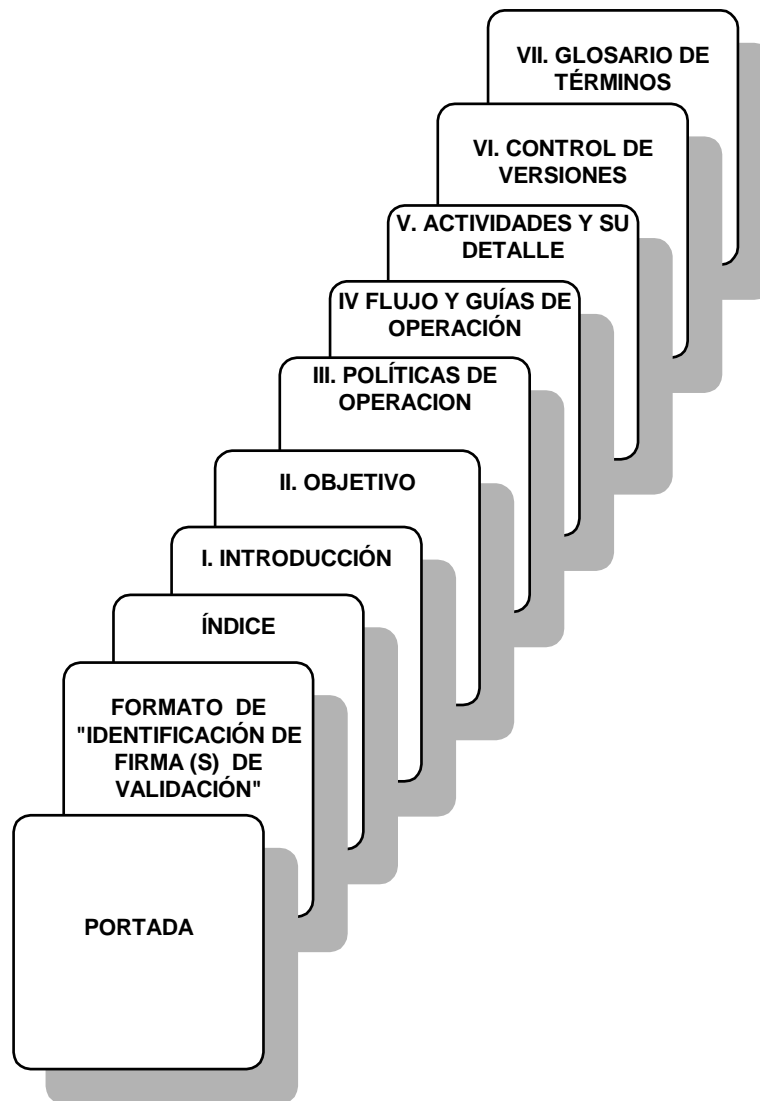 VII. GLOSARIO DE
TÉRMINOS
VI. CONTROL DE
VERSIONES
V. ACTIVIDADES Y SU
DETALLE
IV FLUJO Y GUÍAS DE
OPERACIÓN
III. POLÍTICAS DE
OPERACION
II. OBJETIVO
I. INTRODUCCIÓN
ÍNDICE
FORMATO DE
"IDENTIFICACIÓN DE
FIRMA (S) DE
VALIDACIÓN"
PORTADA